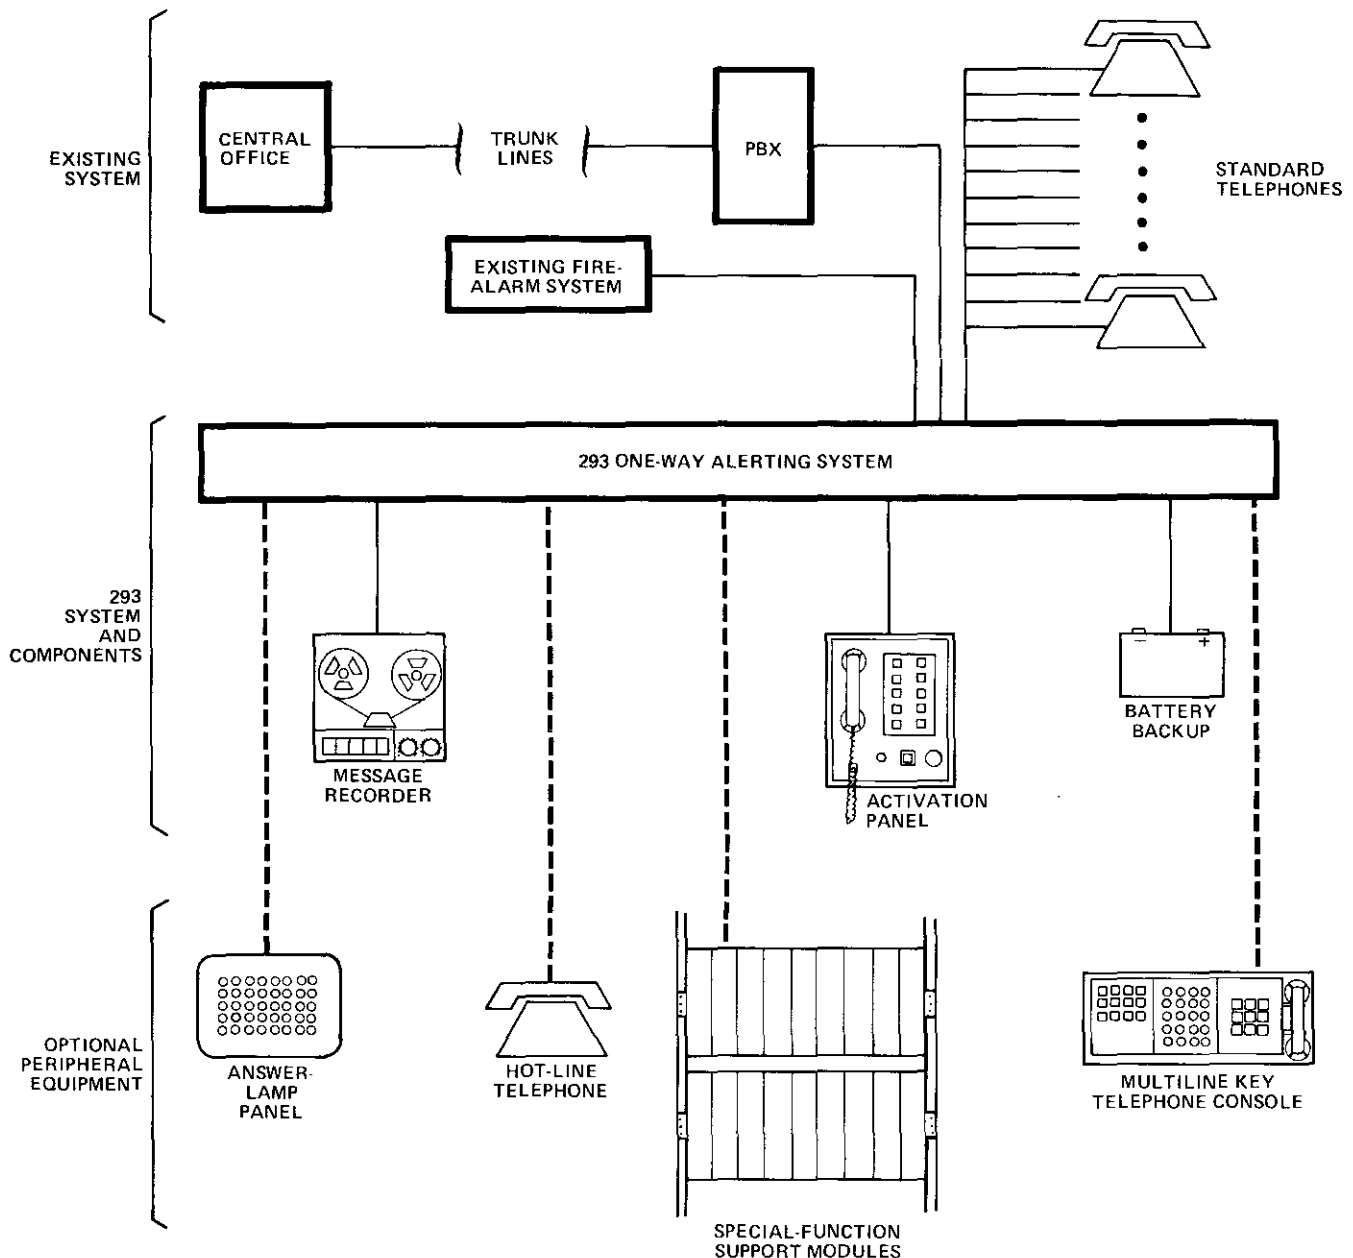 EXISTING
SYSTEM
CENTRAL
OFFICE
TRUNK
LINES
PBX
STANDARD
TELEPHONES
EXISTING FIRE-
ALARM SYSTEM
293 ONE-WAY ALERTING SYSTEM
293
SYSTEM
AND
COMPONENTS
MESSAGE
RECORDER
ACTIVATION
PANEL
− +
BATTERY
BACKUP
OPTIONAL
PERIPHERAL
EQUIPMENT
ANSWER-
LAMP
PANEL
HOT-LINE
TELEPHONE
SPECIAL-FUNCTION
SUPPORT MODULES
MULTILINE KEY
TELEPHONE CONSOLE